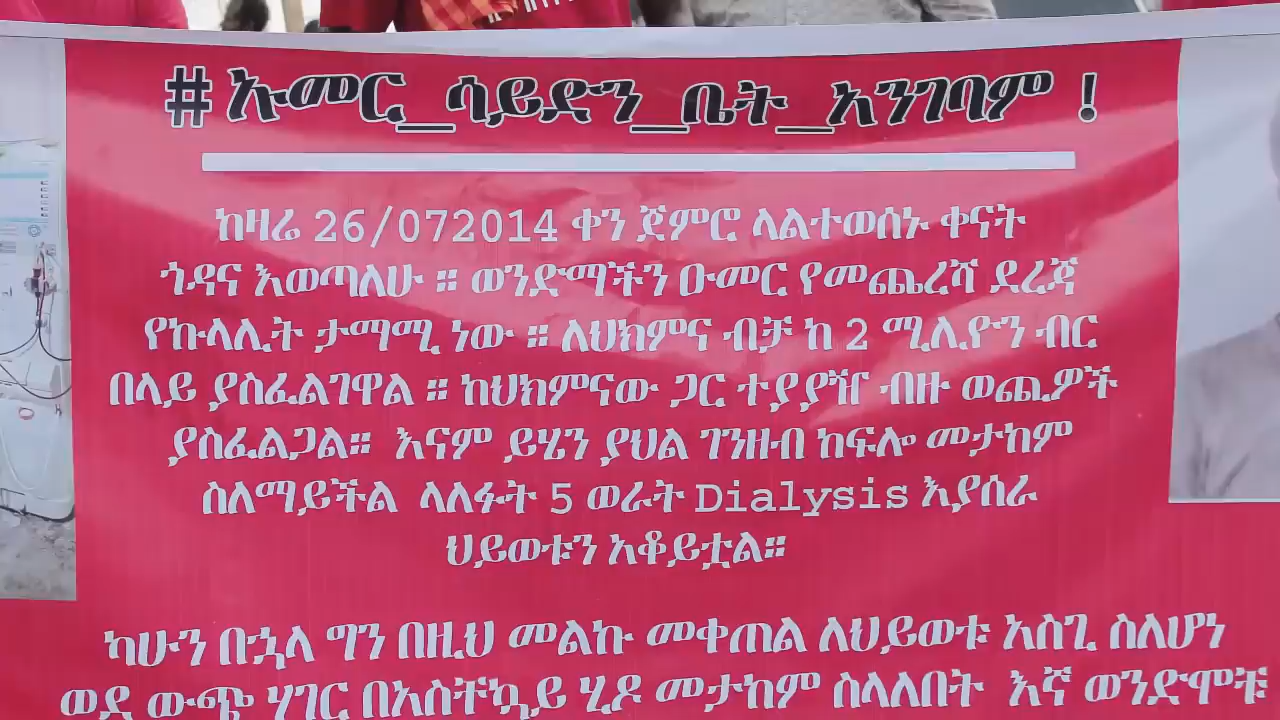 #ኡመር_ሳይድን_ቤት_አንገባም !
ከዛሬ 26/072014 ቀን ጀምሮ ላልተወሰኑ ቀናት
ጎዳና እወጣለሁ ። ወንድማችን ዑመር የመጨረሻ ደረጃ
የኩላሊት ታማሚ ነው ። ለህክምና ብቻ ከ 2 ሚሊዮን ብር
በላይ ያስፈልገዋል ። ከህክምናው ጋር ተያያዥ ብዙ ወጪዎች
ያስፈልጋል። እናም ይሄን ያህል ገንዘብ ከፍሎ መታከም
ስለማይችል ላለፉት 5 ወራት Dialysis እያሰራ
ህይወቱን አቆይቷል።
ካሁን በኋላ ግን በዚህ መልኩ መቀጠል ለህይወቱ አስጊ ስለሆነ
ወደ ውጭ ሃገር በአስቸኳይ ሂዶ መታከም ስላለበት እኛ ወንድሞቹ